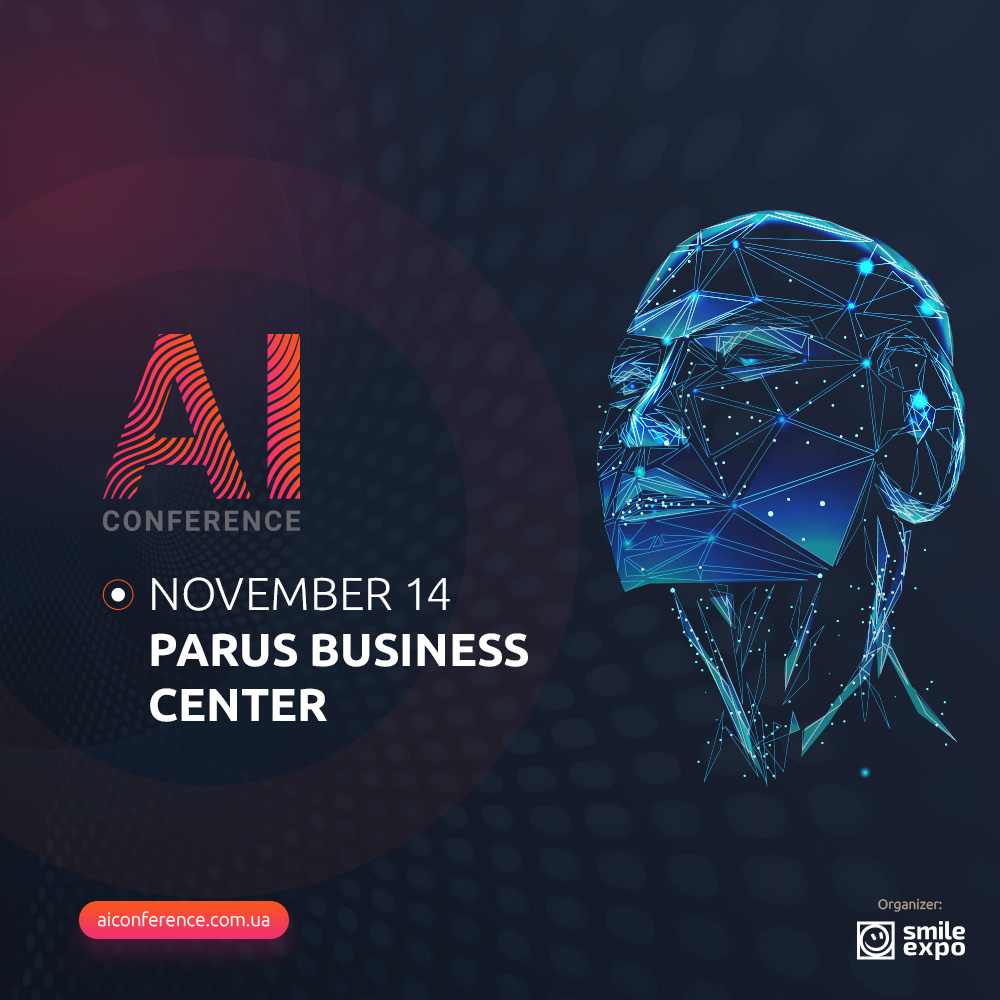 AI
CONFERENCE
NOVEMBER 14
PARUS BUSINESS
CENTER
aiconference.com.ua
Organizer:
smile
expo